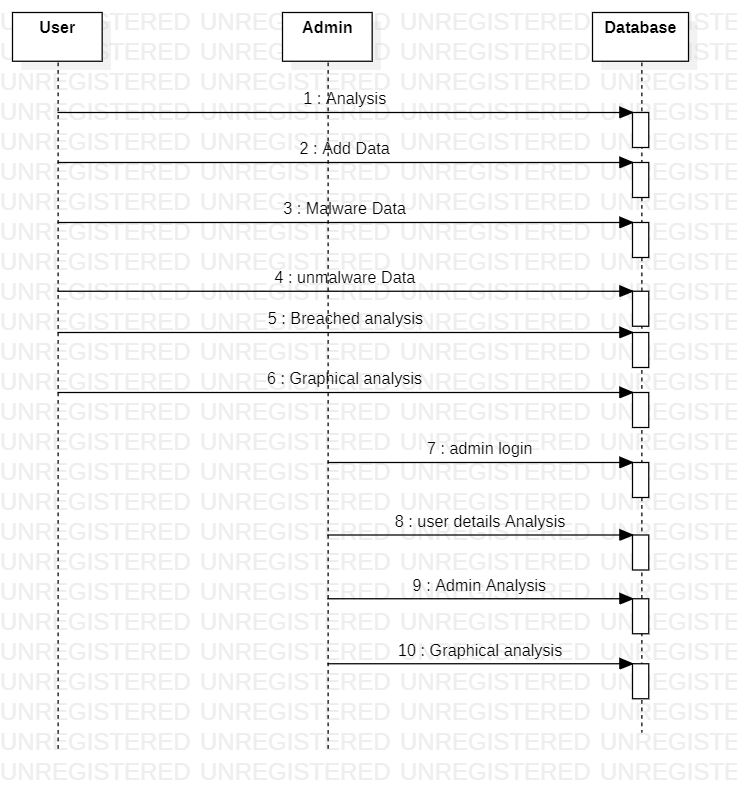 User Admin Database
1 : Analysis
2 : Add Data
3 : Malware Data
4 : unmalware Data
5 : Breached analysis
6 : Graphical analysis
7 : admin login
8 : user details Analysis
9 : Admin Analysis
10 : Graphical analysis
UNREGISTERED